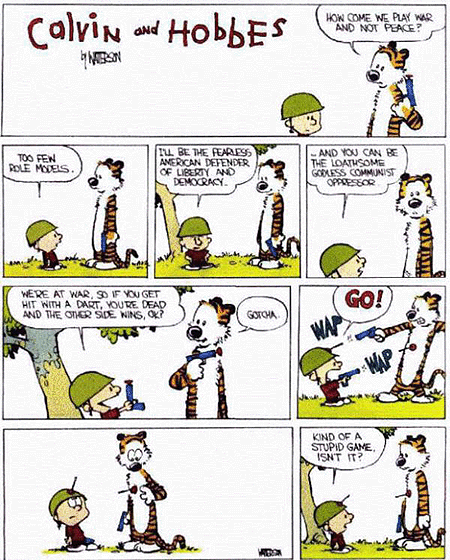 Calvin and HobbEs
by WATTERSON
HOW COME WE PLAY WAR
AND NOT PEACE?
TOO FEW
ROLE MODELS.
I'LL BE THE FEARLESS
AMERICAN DEFENDER
OF LIBERTY AND
DEMOCRACY..
... AND YOU CAN BE
THE LOATHSOME
GODLESS COMMUNIST
OPPRESSOR.
WE'RE AT WAR, SO IF YOU GET
HIT WITH A DART, YOU'RE DEAD
AND THE OTHER SIDE WINS, OK?
GOTCHA.
GO!
WAP
WAP
WATTERSON
KIND OF A
STUPID GAME,
ISN'T IT?